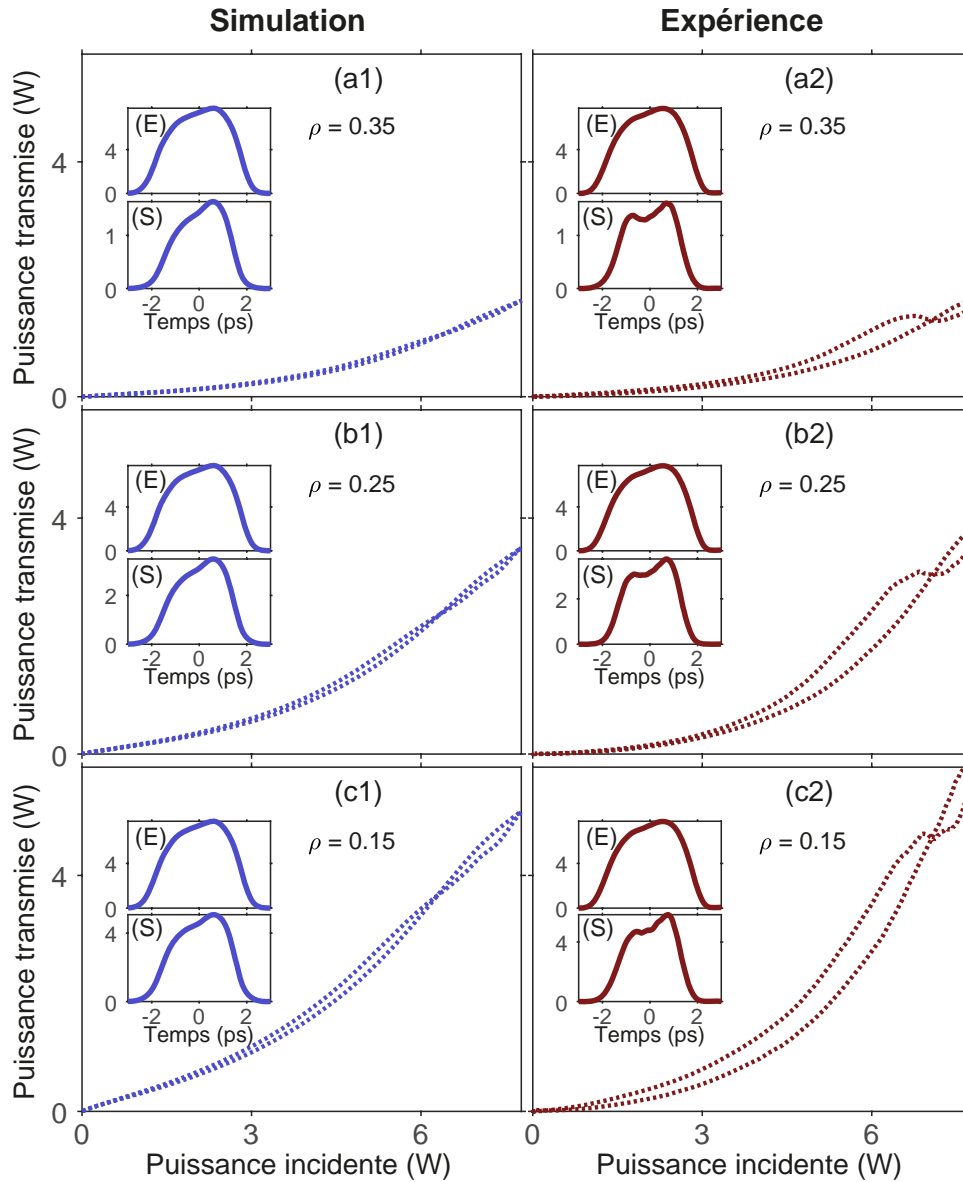 Simulation
Expérience
Puissance transmise (W)
4
0
(a1)
ρ = 0.35
(E)
4
0
(S)
1
0
-2 0 2
Temps (ps)
(a2)
ρ = 0.35
(E)
4
0
(S)
1
0
-2 0 2
Temps (ps)
Puissance transmise (W)
4
0
(b1)
ρ = 0.25
(E)
4
0
(S)
2
0
-2 0 2
Temps (ps)
(b2)
ρ = 0.25
(E)
4
0
(S)
2
0
-2 0 2
Temps (ps)
Puissance transmise (W)
4
0
(c1)
ρ = 0.15
(E)
4
0
(S)
4
0
-2 0 2
Temps (ps)
(c2)
ρ = 0.15
(E)
4
0
(S)
4
0
-2 0 2
Temps (ps)
0 3 6
Puissance incidente (W)
0 3 6
Puissance incidente (W)